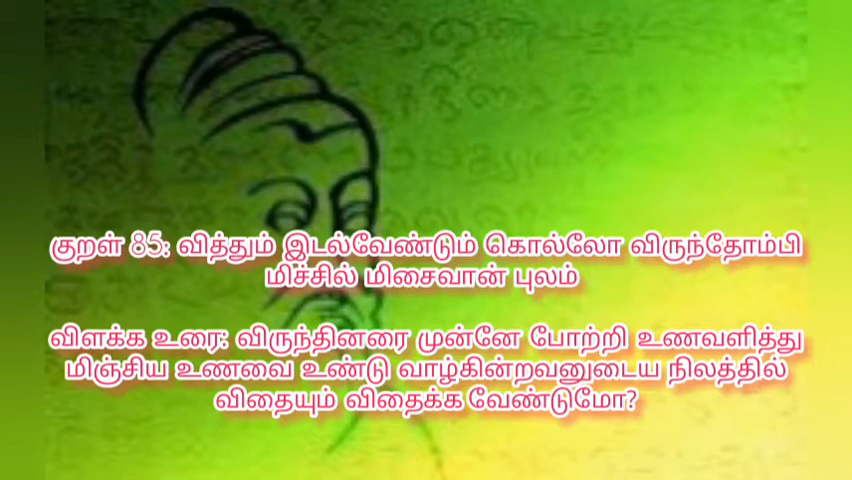 குறள் 85: வித்தும் இடல்வேண்டும் கொல்லோ விருந்தோம்பி
மிச்சில் மிசைவான் புலம்
விளக்க உரை: விருந்தினரை முன்னே போற்றி உணவளித்து
மிஞ்சிய உணவை உண்டு வாழ்கின்றவனுடைய நிலத்தில்
விதையும் விதைக்க வேண்டுமோ?